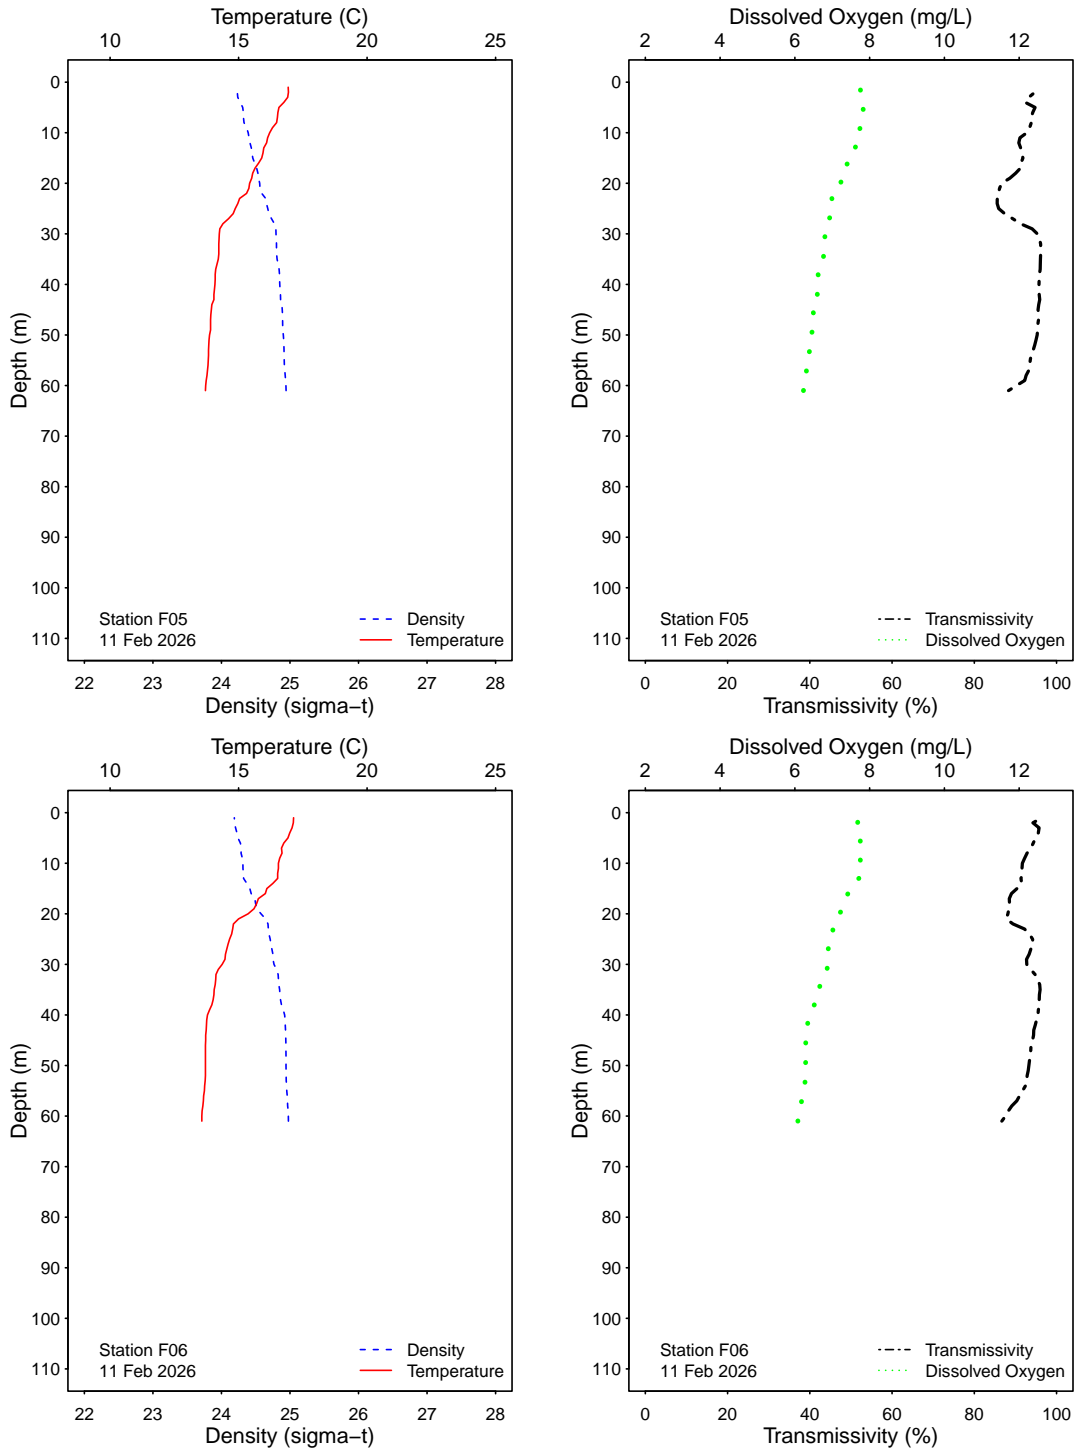 Temperature (C)
10 15 20 25
0
10
20
30
40
50
60
70
80
90
100
110
Depth (m)
Station F05
11 Feb 2026
Density
Temperature
22 23 24 25 26 27 28
Density (sigma−t)
Dissolved Oxygen (mg/L)
2 4 6 8 10 12
0
10
20
30
40
50
60
70
80
90
100
110
Depth (m)
Station F05
11 Feb 2026
Transmissivity
Dissolved Oxygen
0 20 40 60 80 100
Transmissivity (%)
Temperature (C)
10 15 20 25
0
10
20
30
40
50
60
70
80
90
100
110
Depth (m)
Station F06
11 Feb 2026
Density
Temperature
22 23 24 25 26 27 28
Density (sigma−t)
Dissolved Oxygen (mg/L)
2 4 6 8 10 12
0
10
20
30
40
50
60
70
80
90
100
110
Depth (m)
Station F06
11 Feb 2026
Transmissivity
Dissolved Oxygen
0 20 40 60 80 100
Transmissivity (%)